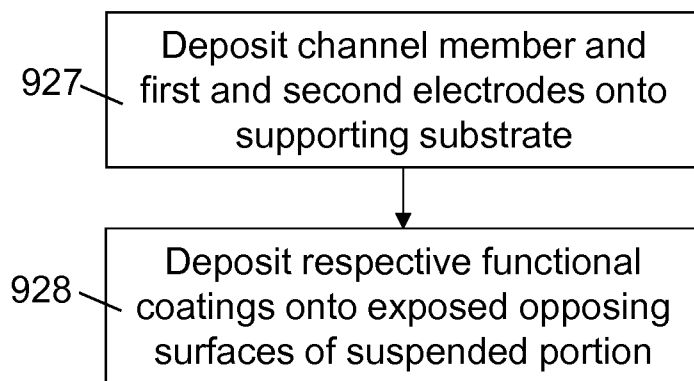 Deposit channel member and
927
first and second electrodes onto
supporting substrate
Deposit respective functional
928
coatings onto exposed opposing
surfaces of suspended portion